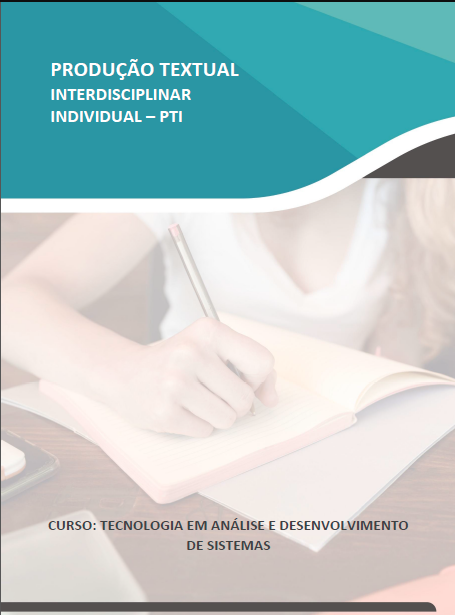 PRODUÇÃO TEXTUAL
INTERDISCIPLINAR
INDIVIDUAL – PTI
CURSO: TECNOLOGIA EM ANÁLISE E DESENVOLVIMENTO
DE SISTEMAS